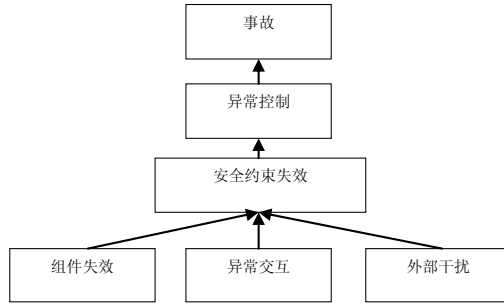 事故
异常控制
安全约束失效
组件失效
异常交互
外部干扰